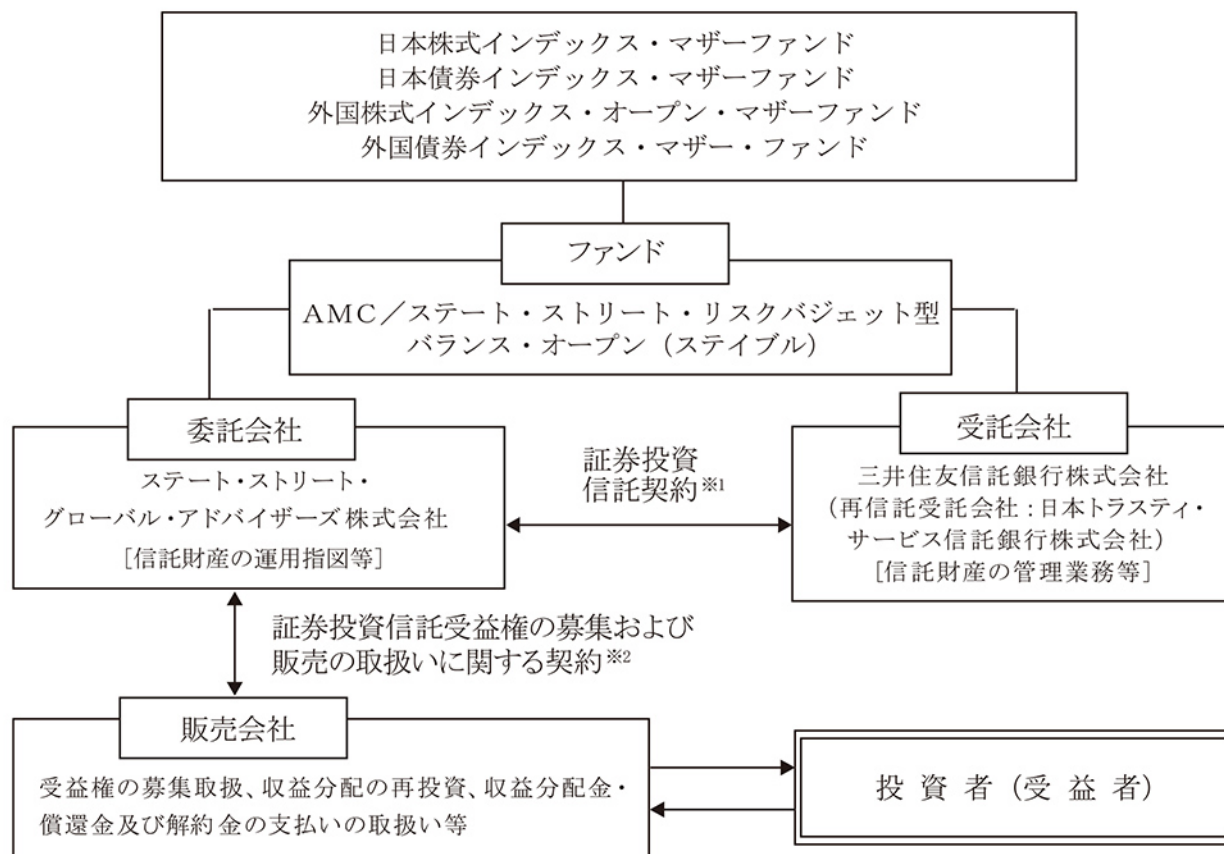 日本株式インデックス・マザーファンド
日本債券インデックス・マザーファンド
外国株式インデックス・オープン・マザーファンド
外国債券インデックス・マザー・ファンド
ファンド
AMC／ステート・ストリート・リスクバジェット型
バランス・オープン（ステイブル）
委託会社
ステート・ストリート・
グローバル・アドバイザーズ株式会社
［信託財産の運用指図等］
証券投資
信託契約※1
受託会社
三井住友信託銀行株式会社
（再信託受託会社：日本トラスティ・
サービス信託銀行株式会社）
［信託財産の管理業務等］
証券投資信託受益権の募集および
販売の取扱いに関する契約※2
販売会社
受益権の募集取扱、収益分配の再投資、収益分配金・
償還金及び解約金の支払いの取扱い等
投資者（受益者）